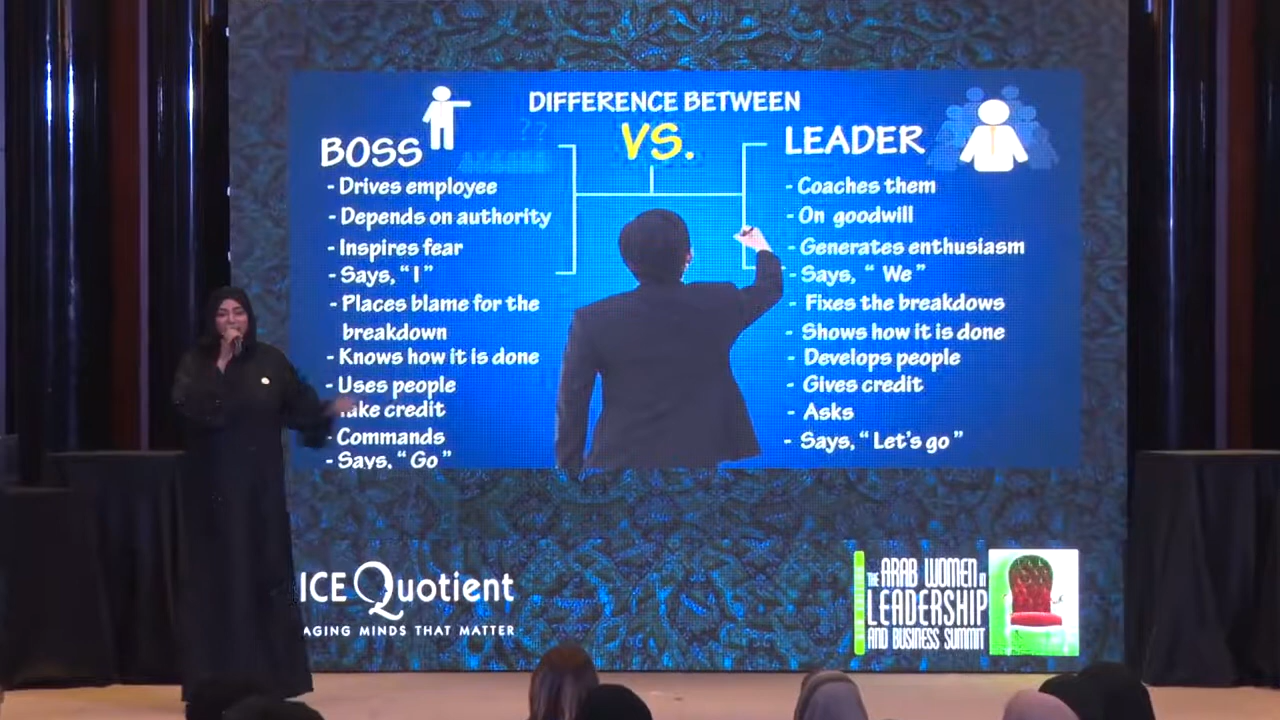 DIFFERENCE BETWEEN
VS.
BOSS
- Drives employee
- Depends on authority
- Inspires fear
- Says, " I "
- Places blame for the
breakdown
- Knows how it is done
- Uses people
credit
- Commands
- Says, " Go "
LEADER
- Coaches them
- On goodwill
- Generates enthusiasm
- Says, " We "
- Fixes the breakdowns
- Shows how it is done
- Develops people
- Gives credit
- Asks
- Says, " Let's go "
??
ICE Quotient
AGING MINDS THAT MATTER
THE ARAB WOMEN IN
LEADERSHIP
AND BUSINESS SUMMIT